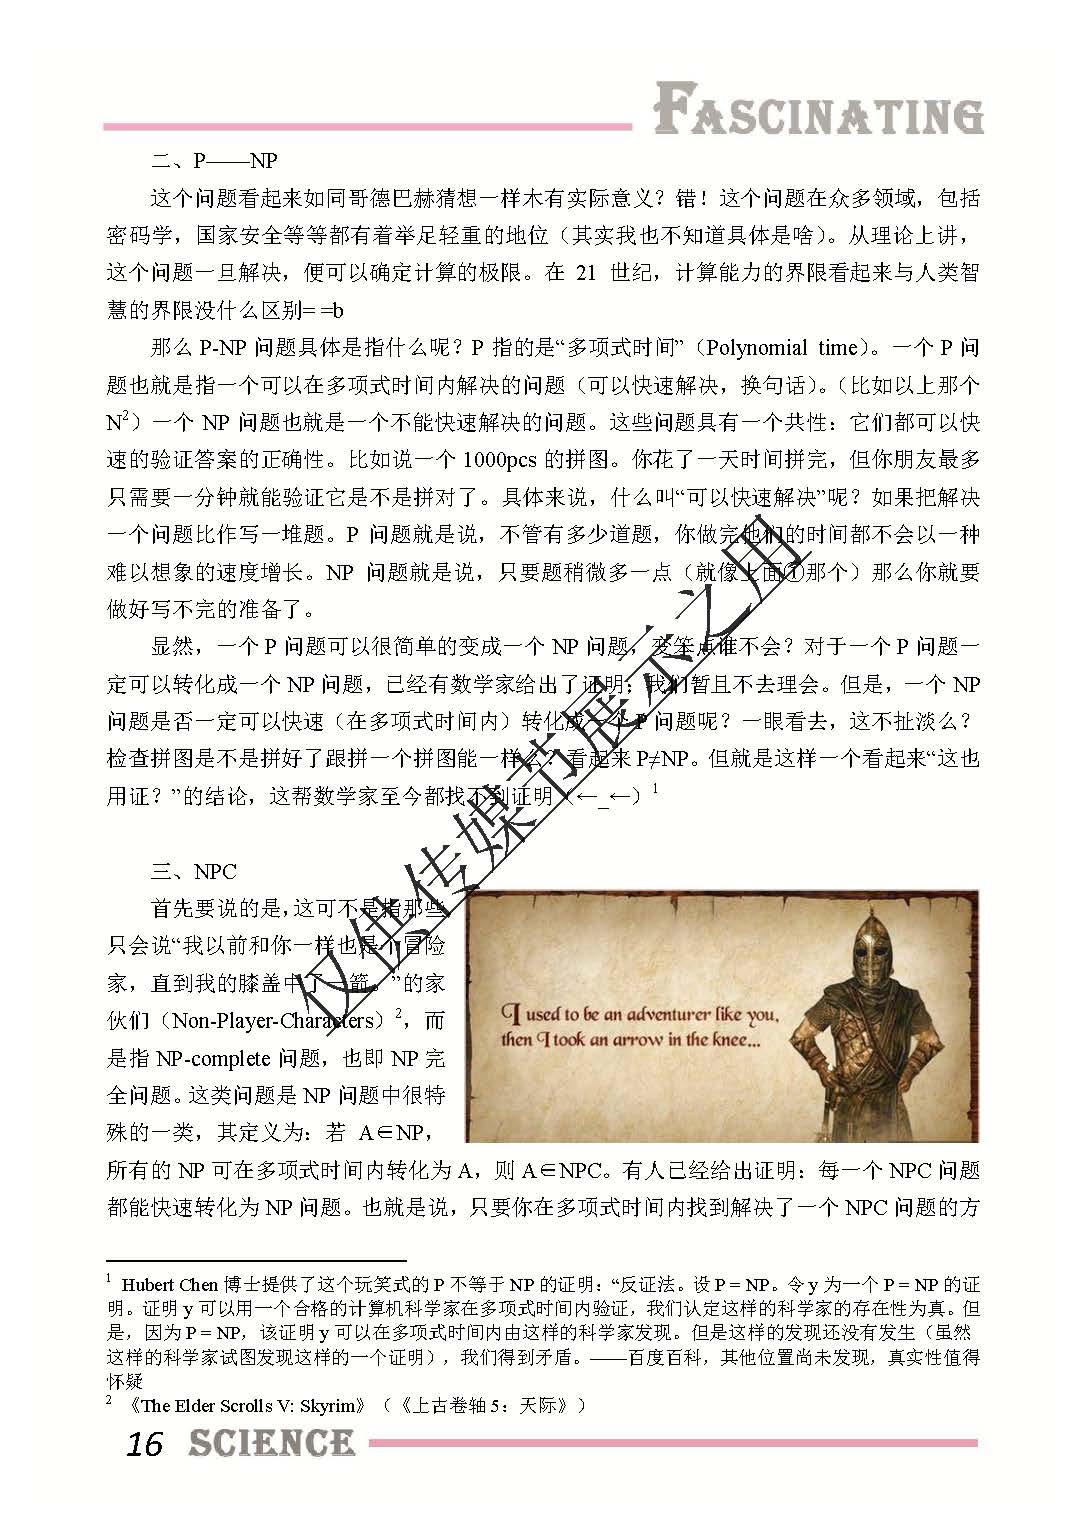 FASCINATING
二、P——NP
这个问题看起来如同哥德巴赫猜想一样木有实际意义？错！这个问题在众多领域，包括
密码学，国家安全等等都有着举足轻重的地位（其实我也不知道具体是啥）。从理论上讲，
这个问题一旦解决，便可以确定计算的极限。在 21 世纪，计算能力的界限看起来与人类智
慧的界限没什么区别= =b
那么 P-NP 问题具体是指什么呢？P 指的是“多项式时间”（Polynomial time）。一个 P 问
题也就是指一个可以在多项式时间内解决的问题（可以快速解决，换句话）。（比如以上那个
N²）一个 NP 问题也就是一个不能快速解决的问题。这些问题具有一个共性：它们都可以快
速的验证答案的正确性。比如说一个 1000pcs 的拼图。你花了一天时间拼完，但你朋友最多
只需要一分钟就能验证它是不是拼对了。具体来说，什么叫“可以快速解决”呢？如果把解决
一个问题比作写一堆题。P 问题就是说，不管有多少道题，你做完他们的时间都不会以一种
难以想象的速度增长。NP 问题就是说，只要题稍微多一点（就像上面①那个）那么你就要
做好写不完的准备了。
显然，一个 P 问题可以很简单的变成一个 NP 问题，变笨点谁不会？对于一个 P 问题一
定可以转化成一个 NP 问题，已经有数学家给出了证明；我们暂且不去理会。但是，一个 NP
问题是否一定可以快速（在多项式时间内）转化成一个 P 问题呢？一眼看去，这不扯淡么？
检查拼图是不是拼好了跟拼一个拼图能一样么？看起来 P≠NP。但就是这样一个看起来“这也
用证？”的结论，这帮数学家至今都找不到证明（←_←）¹
三、NPC
首先要说的是，这可不是指那些
只会说“我以前和你一样也是个冒险
家，直到我的膝盖中了一箭。”的家
伙们（Non-Player-Characters）²，而
是指 NP-complete 问题，也即 NP 完
全问题。这类问题是 NP 问题中很特
殊的一类，其定义为：若 A∈NP，
所有的 NP 可在多项式时间内转化为 A，则 A∈NPC。有人已经给出证明：每一个 NPC 问题
都能快速转化为 NP 问题。也就是说，只要你在多项式时间内找到解决了一个 NPC 问题的方
I used to be an adventurer like you,
then I took an arrow in the knee...
仅供传媒节展示之用
¹ Hubert Chen 博士提供了这个玩笑式的 P 不等于 NP 的证明：“反证法。设 P = NP。令 y 为一个 P = NP 的证
明。证明 y 可以用一个合格的计算机科学家在多项式时间内验证，我们认定这样的科学家的存在性为真。但
是，因为 P = NP，该证明 y 可以在多项式时间内由这样的科学家发现。但是这样的发现还没有发生（虽然
这样的科学家试图发现这样的一个证明），我们得到矛盾。——百度百科，其他位置尚未发现，真实性值得
怀疑
² 《The Elder Scrolls V: Skyrim》（《上古卷轴 5：天际》）
16 SCIENCE